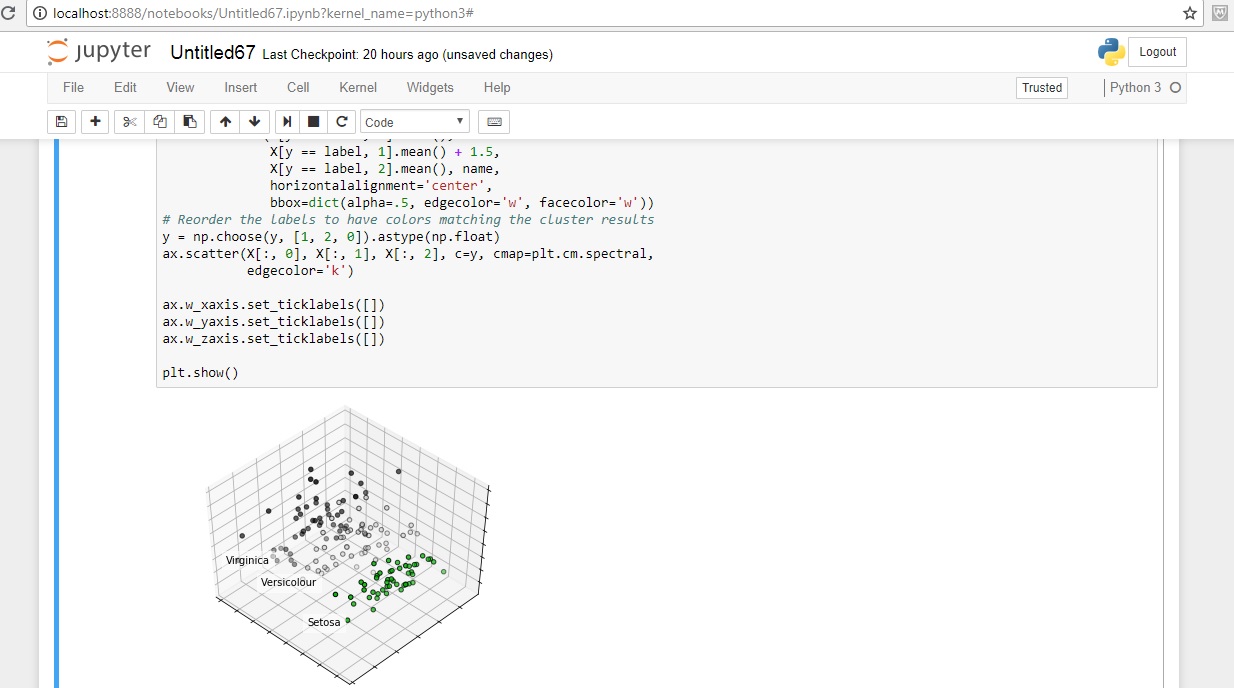 localhost:8888/notebooks/Untitled67.ipynb?kernel_name=python3#
jupyter Untitled67 Last Checkpoint: 20 hours ago (unsaved changes) Logout
File Edit View Insert Cell Kernel Widgets Help Trusted Python 3
Code
X[y == label, 1].mean() + 1.5,
X[y == label, 2].mean(), name,
horizontalalignment='center',
bbox=dict(alpha=.5, edgecolor='w', facecolor='w'))
# Reorder the labels to have colors matching the cluster results
y = np.choose(y, [1, 2, 0]).astype(np.float)
ax.scatter(X[:, 0], X[:, 1], X[:, 2], c=y, cmap=plt.cm.spectral,
edgecolor='k')
ax.w_xaxis.set_ticklabels([])
ax.w_yaxis.set_ticklabels([])
ax.w_zaxis.set_ticklabels([])
plt.show()
Virginica
Versicolour
Setosa